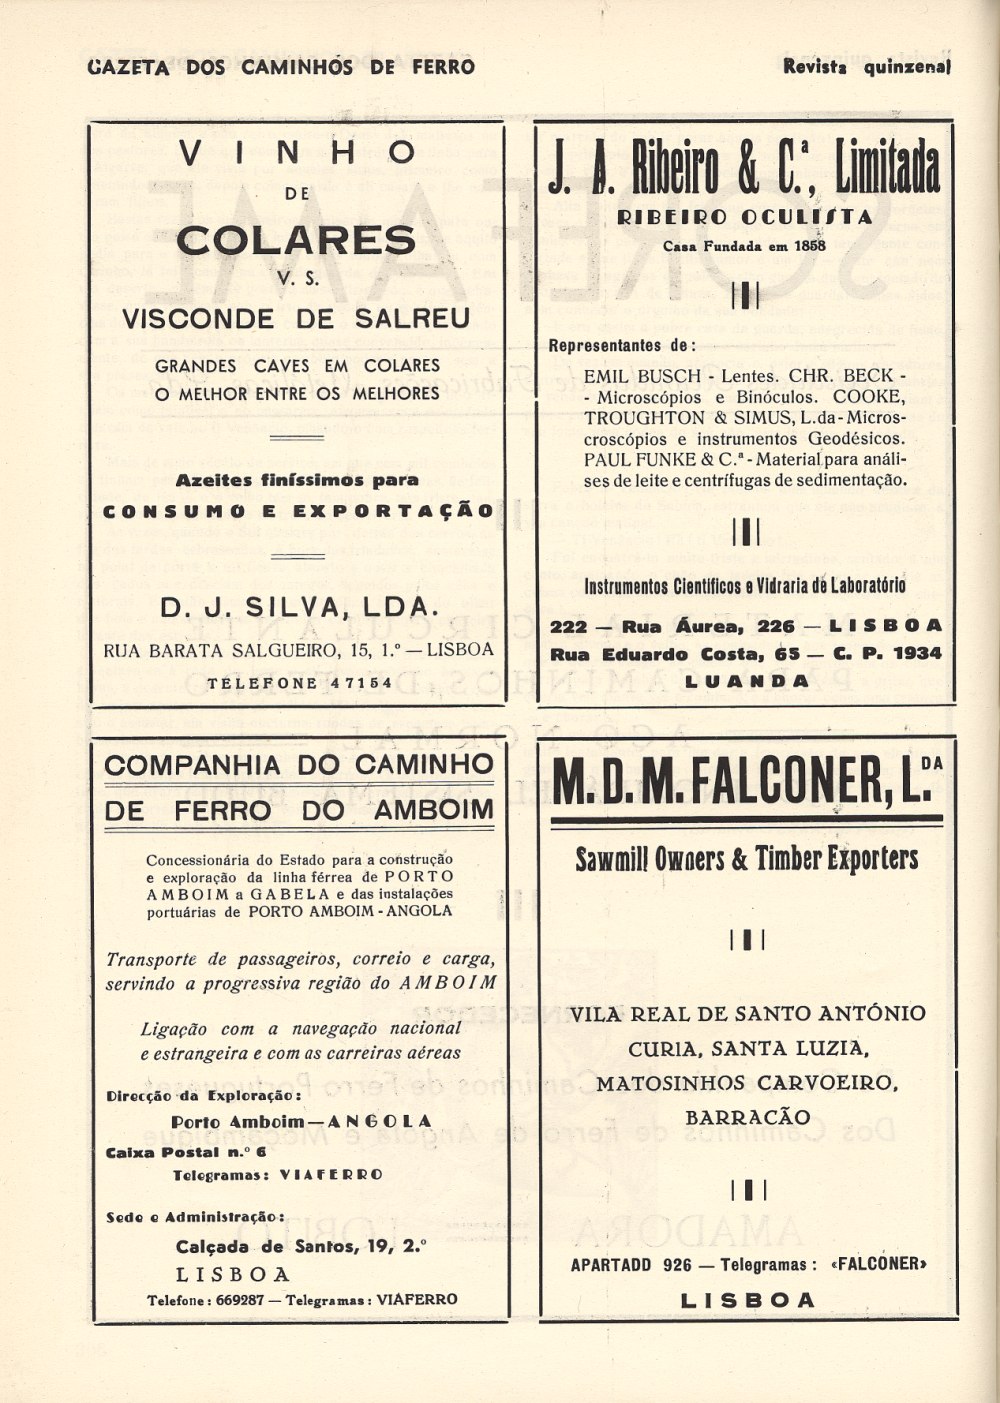 GAZETA DOS CAMINHOS DE FERRO
Revista quinzenal
VINHO
DE
COLARES
V. S.
VISCONDE DE SALREU
GRANDES CAVES EM COLARES
O MELHOR ENTRE OS MELHORES
Azeites finíssimos para
CONSUMO E EXPORTAÇÃO
D. J. SILVA, LDA.
RUA BARATA SALGUEIRO, 15, 1.º — LISBOA
TELEFONE 47154
J. A. Ribeiro & C.ª, Limitada
RIBEIRO OCULISTA
Casa Fundada em 1858
Representantes de:
EMIL BUSCH - Lentes. CHR. BECK -
- Microscópios e Binóculos. COOKE,
TROUGHTON & SIMUS, L.da - Micros-
croscópios e instrumentos Geodésicos.
PAUL FUNKE & C.ª - Material para análi-
ses de leite e centrífugas de sedimentação.
Instrumentos Científicos e Vidraria de Laboratório
222 — Rua Áurea, 226 — LISBOA
Rua Eduardo Costa, 65 — C. P. 1934
LUANDA
COMPANHIA DO CAMINHO
DE FERRO DO AMBOIM
Concessionária do Estado para a construção
e exploração da linha férrea de PORTO
AMBOIM a GABELA e das instalações
portuárias de PORTO AMBOIM - ANGOLA
Transporte de passageiros, correio e carga,
servindo a progressiva região do AMBOIM
Ligação com a navegação nacional
e estrangeira e com as carreiras aéreas
Direcção da Exploração:
Porto Amboim — ANGOLA
Caixa Postal n.º 6
Telegramas: VIAFERRO
Sede e Administração:
Calçada de Santos, 19, 2.º
LISBOA
Telefone: 669287 — Telegramas: VIAFERRO
M. D. M. FALCONER, L.DA
Sawmill Owners & Timber Exporters
VILA REAL DE SANTO ANTÓNIO
CURIA, SANTA LUZIA,
MATOSINHOS CARVOEIRO,
BARRACÃO
APARTADD 926 — Telegramas: «FALCONER»
LISBOA